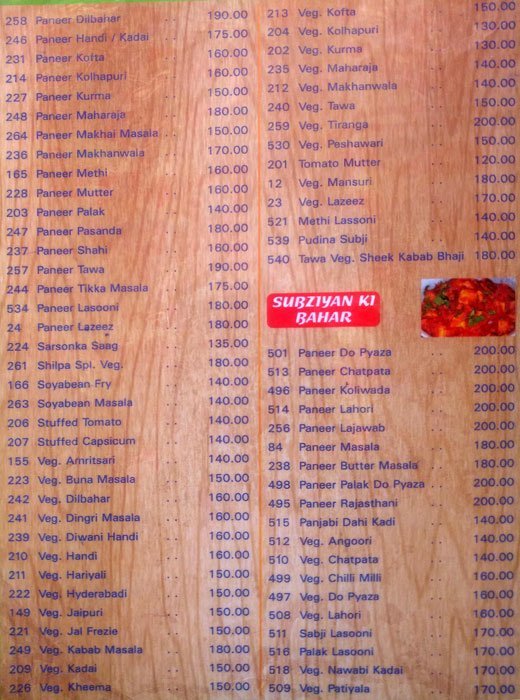 258 Paneer Dilbahar 190.00
246 Paneer Handi / Kadai .. 175.00
231 Paneer Kofta .. 160.00
214 Paneer Kolhapuri .. 160.00
227 Paneer Kurma .. 150.00
248 Paneer Maharaja .. 180.00
264 Paneer Makhai Masala .. 150.00
236 Paneer Makhanwala .. 170.00
165 Paneer Methi .. 160.00
228 Paneer Mutter .. 160.00
203 Paneer Palak .. 140.00
247 Paneer Pasanda .. 180.00
237 Paneer Shahi .. 160.00
257 Paneer Tawa .. 190.00
244 Paneer Tikka Masala .. 175.00
534 Paneer Lasooni .. 180.00
24 Paneer Lazeez .. 180.00
224 Sarsonka Saag .. 135.00
261 Shilpa Spl. Veg. .. 180.00
166 Soyabean Fry .. 140.00
263 Soyabean Masala .. 140.00
206 Stuffed Tomato .. 140.00
207 Stuffed Capsicum .. 140.00
155 Veg. Amritsari .. 140.00
223 Veg. Buna Masala .. 150.00
242 Veg. Dilbahar .. 160.00
241 Veg. Dingri Masala .. 160.00
239 Veg. Diwani Handi .. 160.00
210 Veg. Handi .. 160.00
211 Veg. Hariyali .. 150.00
222 Veg. Hyderabadi .. 150.00
149 Veg. Jaipuri .. 150.00
221 Veg. Jal Frezie .. 150.00
249 Veg. Kabab Masala .. 180.00
209 Veg. Kadai .. 150.00
226 Veg. Kheema .. 150.00
213 Veg. Kofta .. 150.00
204 Veg. Kolhapuri .. 130.00
202 Veg. Kurma .. 130.00
235 Veg. Maharaja .. 140.00
212 Veg. Makhanwala .. 140.00
240 Veg. Tawa .. 150.00
259 Veg. Tiranga .. 200.00
530 Veg. Peshawari .. 150.00
201 Tomato Mutter .. 120.00
12 Veg. Mansuri .. 180.00
23 Veg. Lazeez .. 170.00
521 Methi Lassoni .. 140.00
539 Pudina Subji .. 140.00
540 Tawa Veg. Sheek Kabab Bhaji 180.00
SUBZIYAN KI
BAHAR
501 Paneer Do Pyaza .. 200.00
513 Paneer Chatpata .. 200.00
496 Paneer Koliwada .. 200.00
514 Paneer Lahori .. 200.00
256 Paneer Lajawab .. 200.00
84 Paneer Masala .. 180.00
238 Paneer Butter Masala .. 180.00
498 Paneer Palak Do Pyaza .. 200.00
495 Paneer Rajasthani .. 200.00
515 Panjabi Dahi Kadi .. 140.00
512 Veg. Angoori .. 140.00
510 Veg. Chatpata .. 140.00
499 Veg. Chilli Milli .. 160.00
497 Veg. Do Pyaza .. 160.00
508 Veg. Lahori .. 160.00
511 Sabji Lasooni .. 170.00
516 Palak Lasooni .. 170.00
518 Veg. Nawabi Kadai .. 170.00
509 Veg. Patiyala .. 170.00